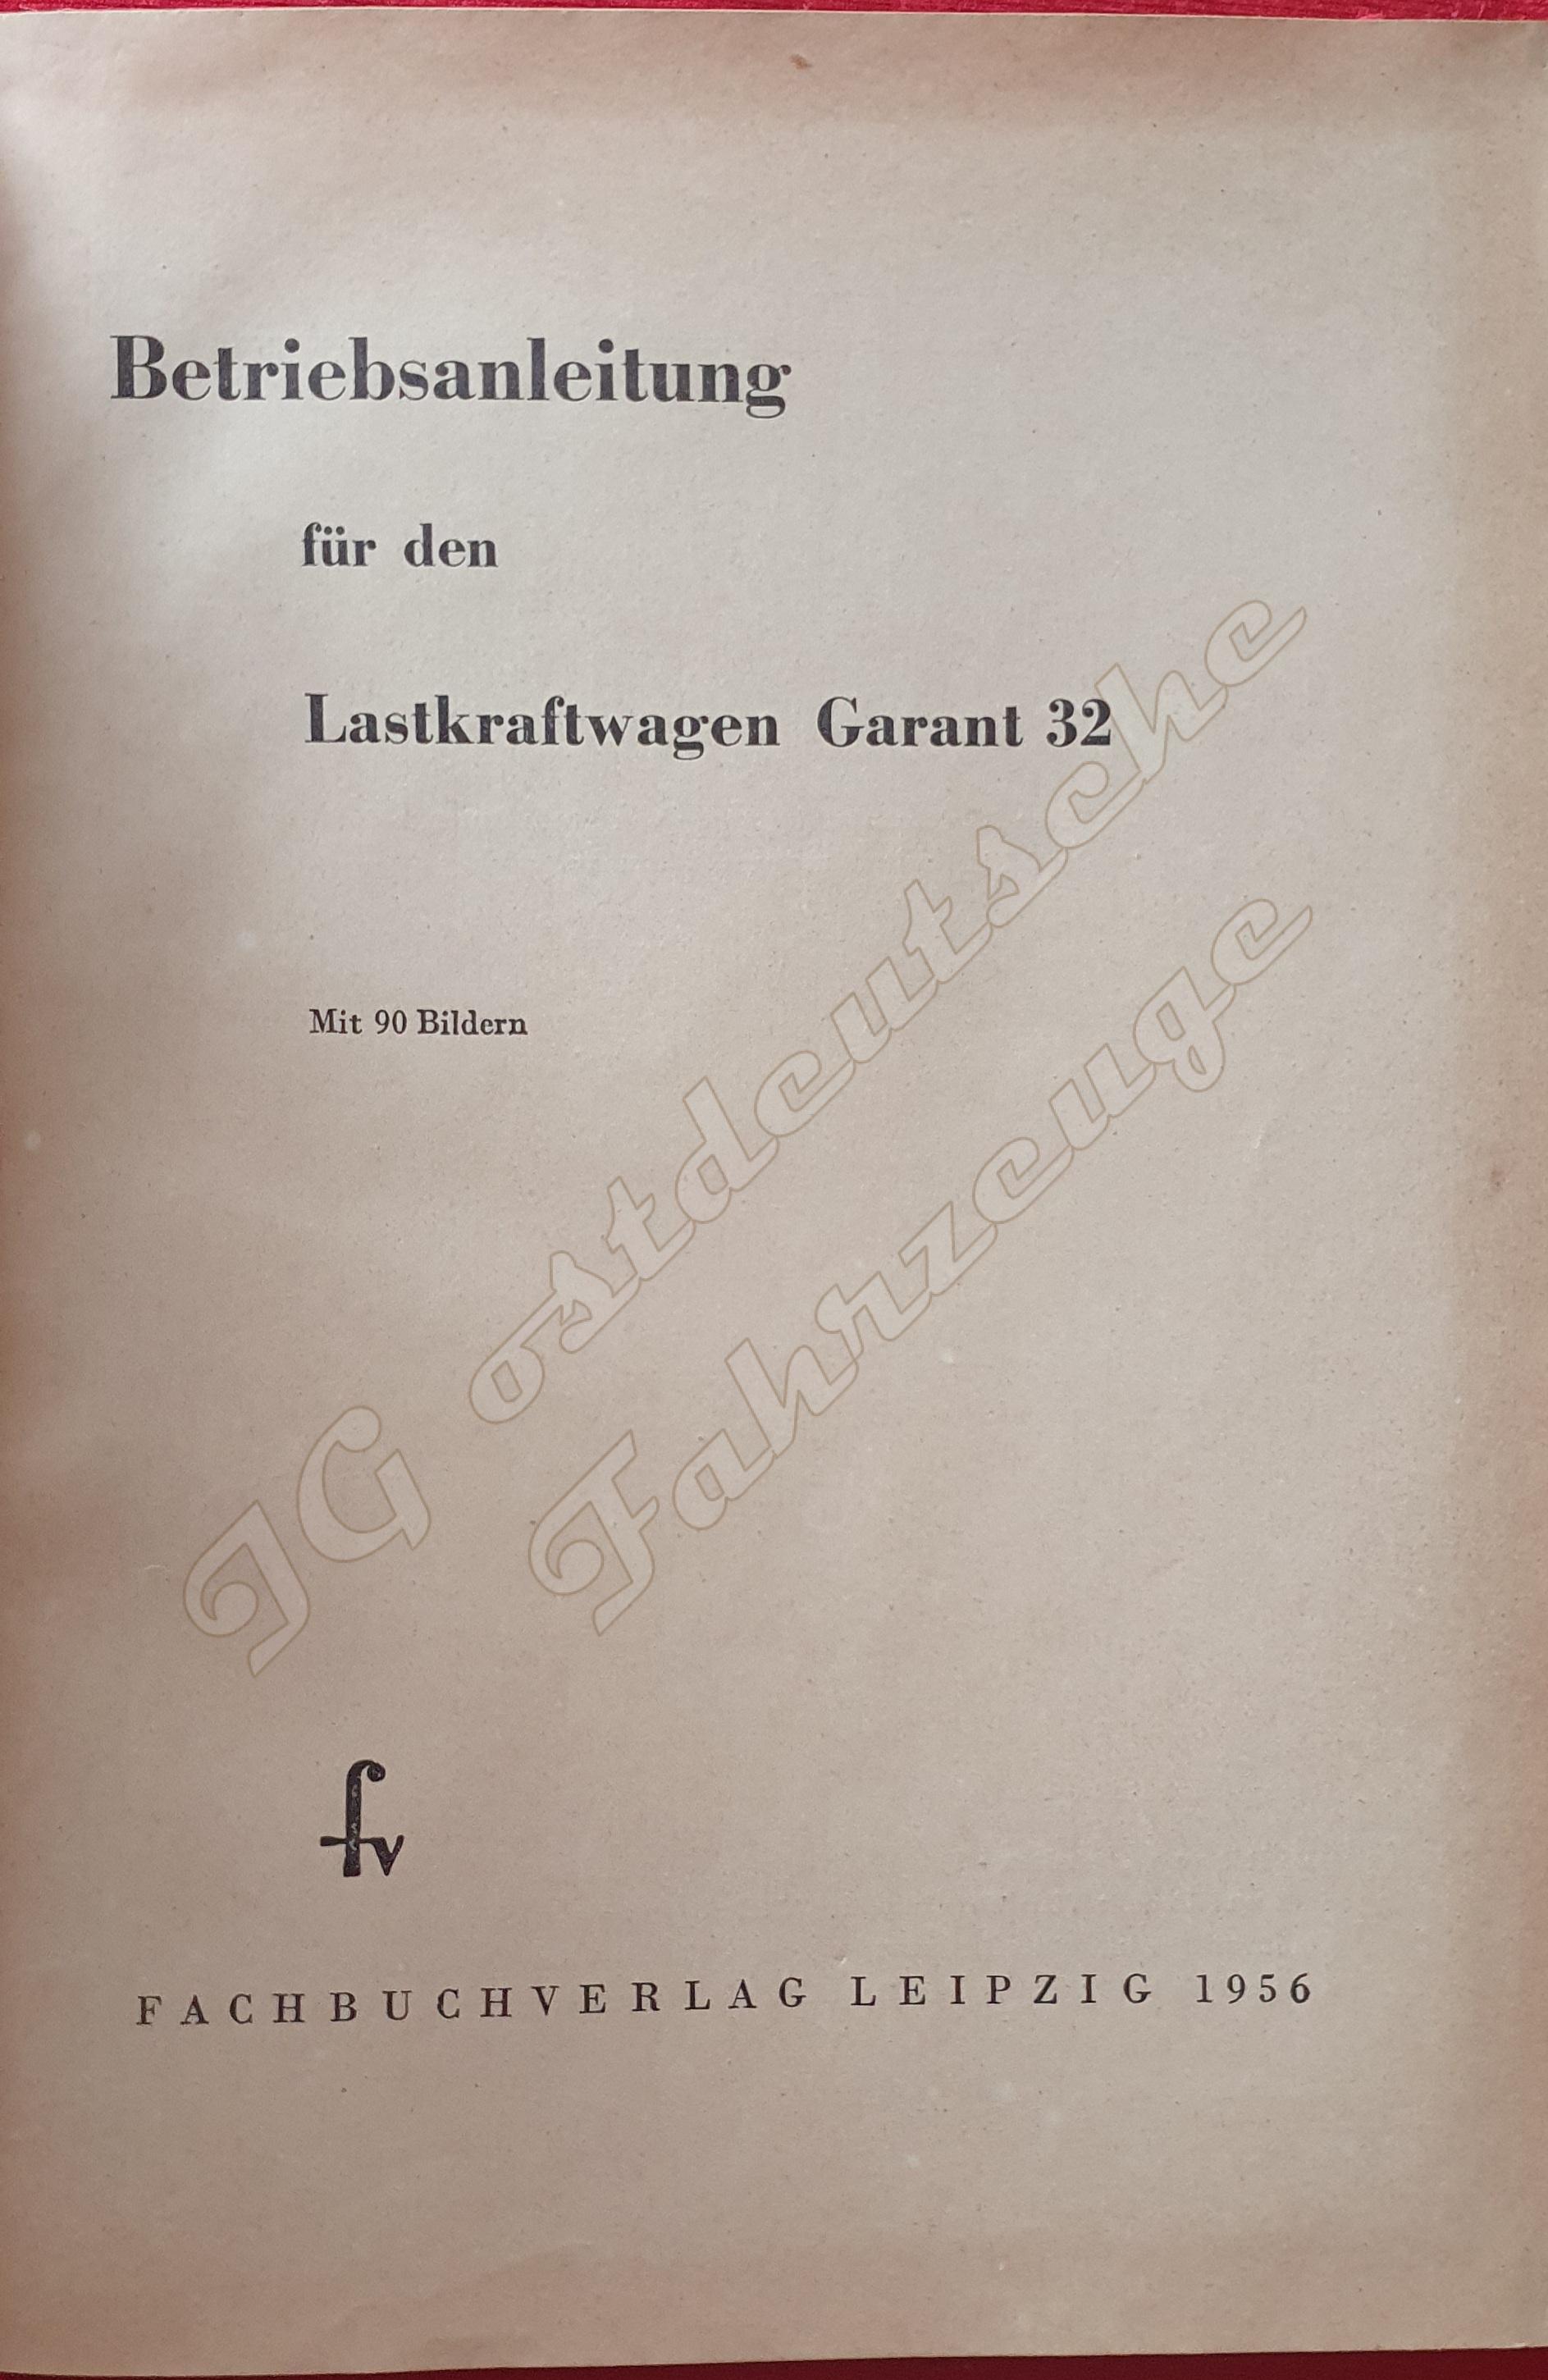 Betriebsanleitung
für den
Lastkraftwagen Garant 32
Mit 90 Bildern
IG ostdeutsche
Fahrzeuge
fv
FACHBUCHVERLAG LEIPZIG 1956